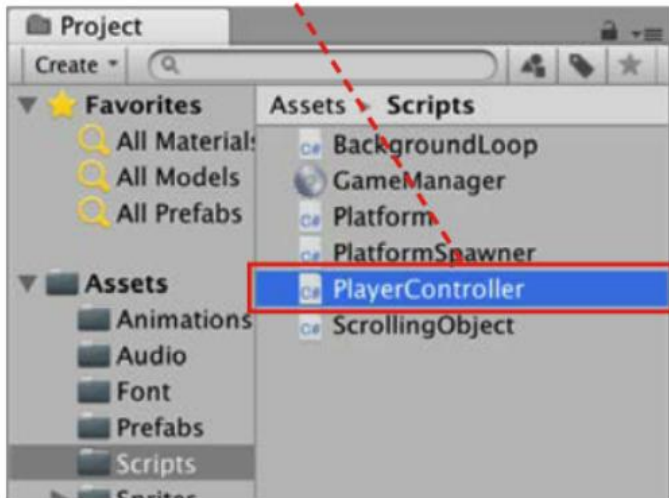 Project
Create
Favorites
All Materials
All Models
All Prefabs
Assets
Animations
Audio
Font
Prefabs
Scripts
Sprites
Assets Scripts
BackgroundLoop
GameManager
Platform
PlatformSpawner
PlayerController
ScrollingObject